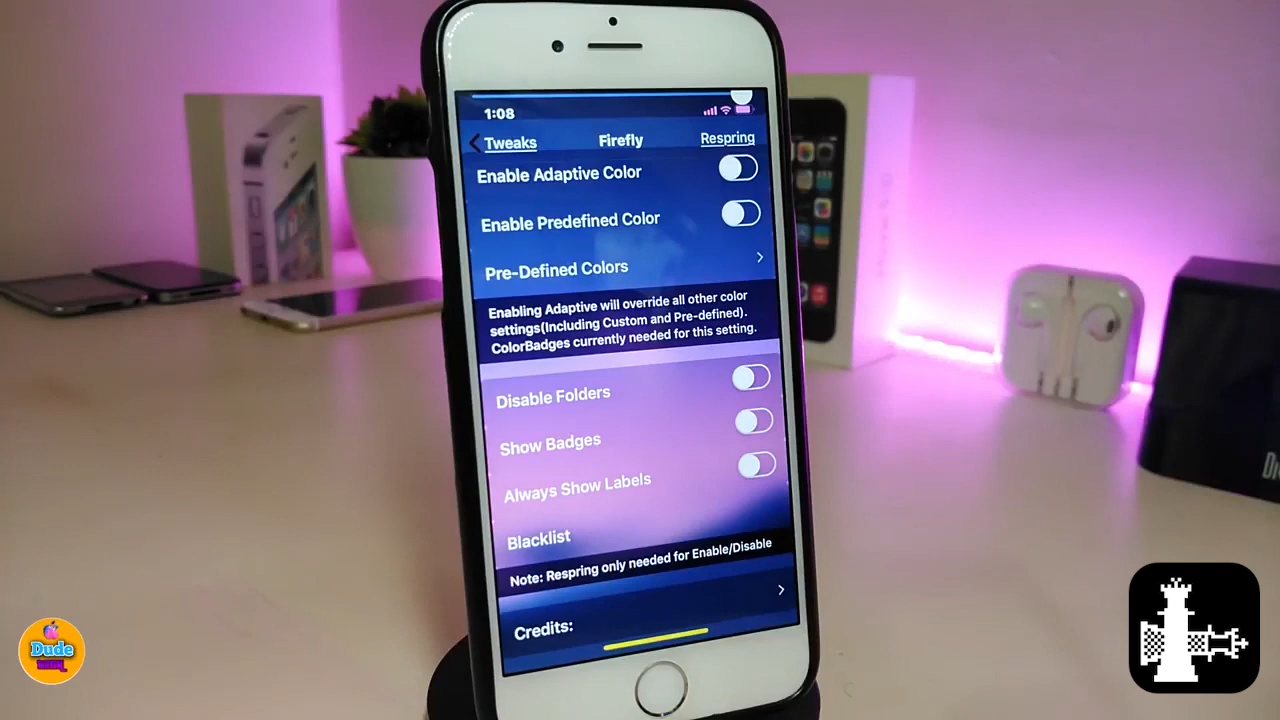 1:08
Tweaks
Firefly
Respring
Enable Adaptive Color
Enable Predefined Color
Pre-Defined Colors
Enabling Adaptive will override all other color
settings(Including Custom and Pre-defined).
ColorBadges currently needed for this setting.
Disable Folders
Show Badges
Always Show Labels
Blacklist
Note: Respring only needed for Enable/Disable
Credits:
Dude